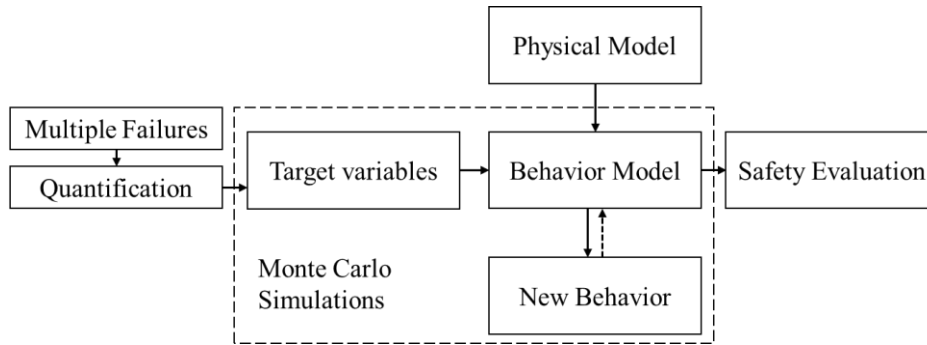 Physical Model
Multiple Failures
Quantification
Target variables
Behavior Model
Safety Evaluation
Monte Carlo
Simulations
New Behavior